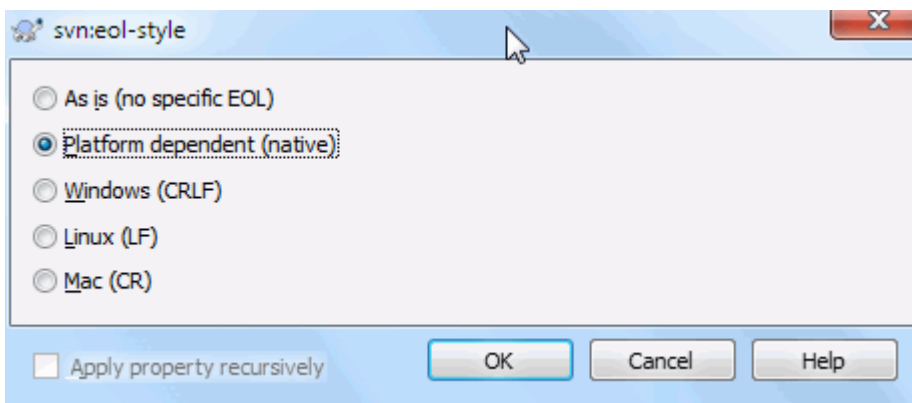 svn:eol-style
As is (no specific EOL)
Platform dependent (native)
Windows (CRLF)
Linux (LF)
Mac (CR)
Apply property recursively
OK
Cancel
Help